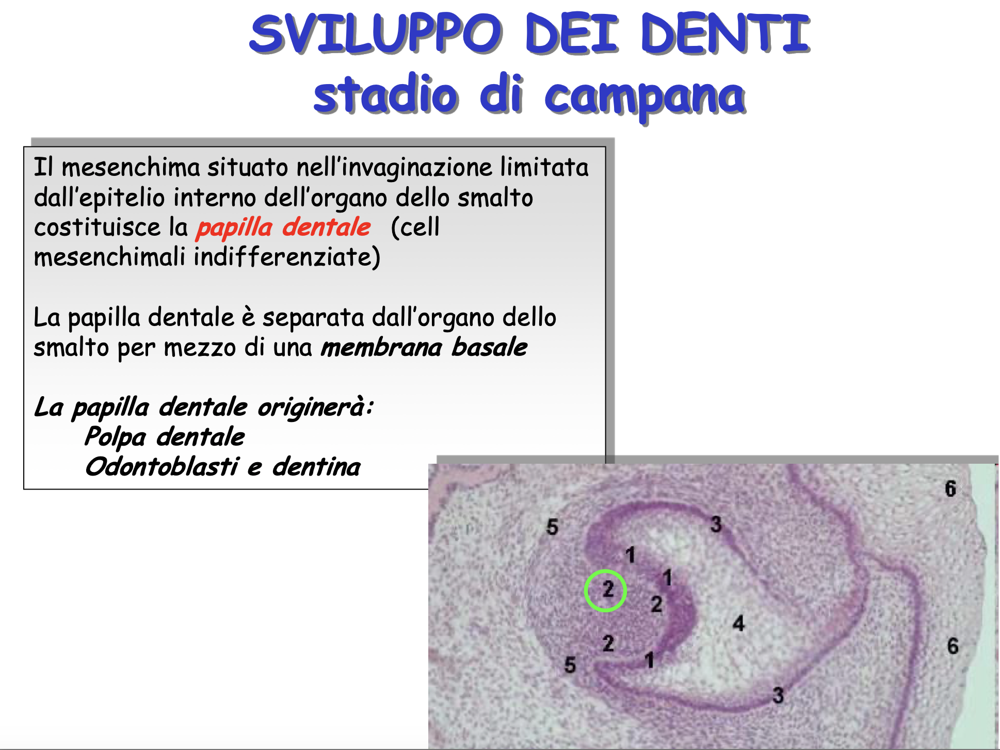 SVILUPPO DEI DENTI
stadio di campana
Il mesenchima situato nell'invaginazione limitata
dall'epitelio interno dell'organo dello smalto
costituisce la papilla dentale (cell
mesenchimali indifferenziate)
La papilla dentale è separata dall'organo dello
smalto per mezzo di una membrana basale
La papilla dentale originerà:
Polpa dentale
Odontoblasti e dentina
6
5
3
1
1
2
2
4
2
6
5
1
3